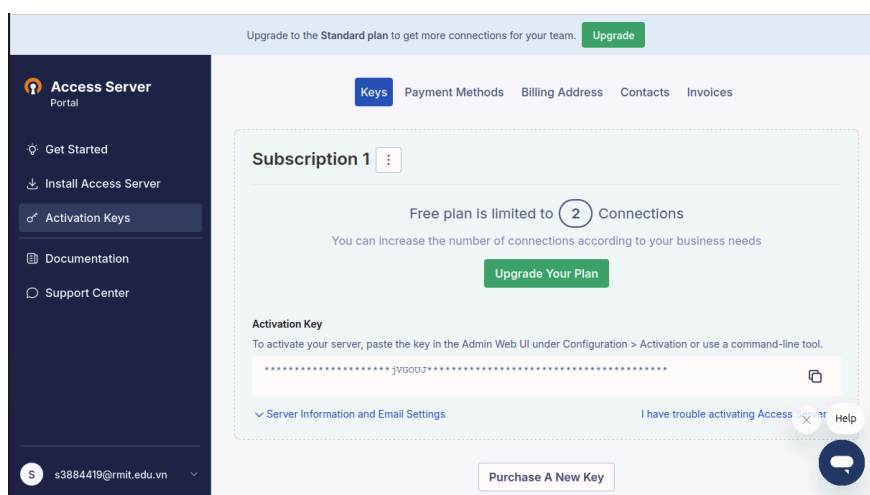 Upgrade to the Standard plan to get more connections for your team. Upgrade
Access Server
Portal
Get Started
Install Access Server
Activation Keys
Documentation
Support Center
S s3884419@rmit.edu.vn
Keys Payment Methods Billing Address Contacts Invoices
Subscription 1
Free plan is limited to 2 Connections
You can increase the number of connections according to your business needs
Upgrade Your Plan
Activation Key
To activate your server, paste the key in the Admin Web UI under Configuration > Activation or use a command-line tool.
*********************jVGOUJ****************************************
Server Information and Email Settings
I have trouble activating Access Server
Help
Purchase A New Key